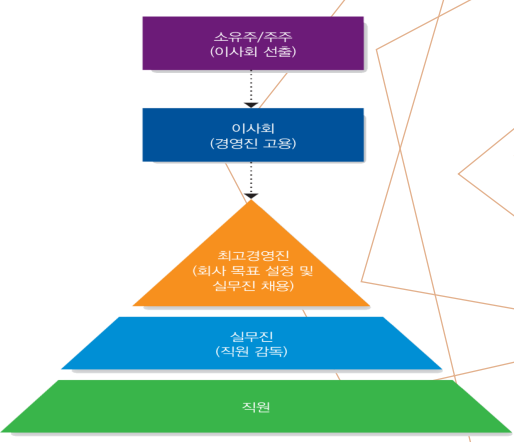 소유주/주주
(이사회 선출)
이사회
(경영진 고용)
최고경영진
(회사 목표 설정 및
실무진 채용)
실무진
(직원 감독)
직원